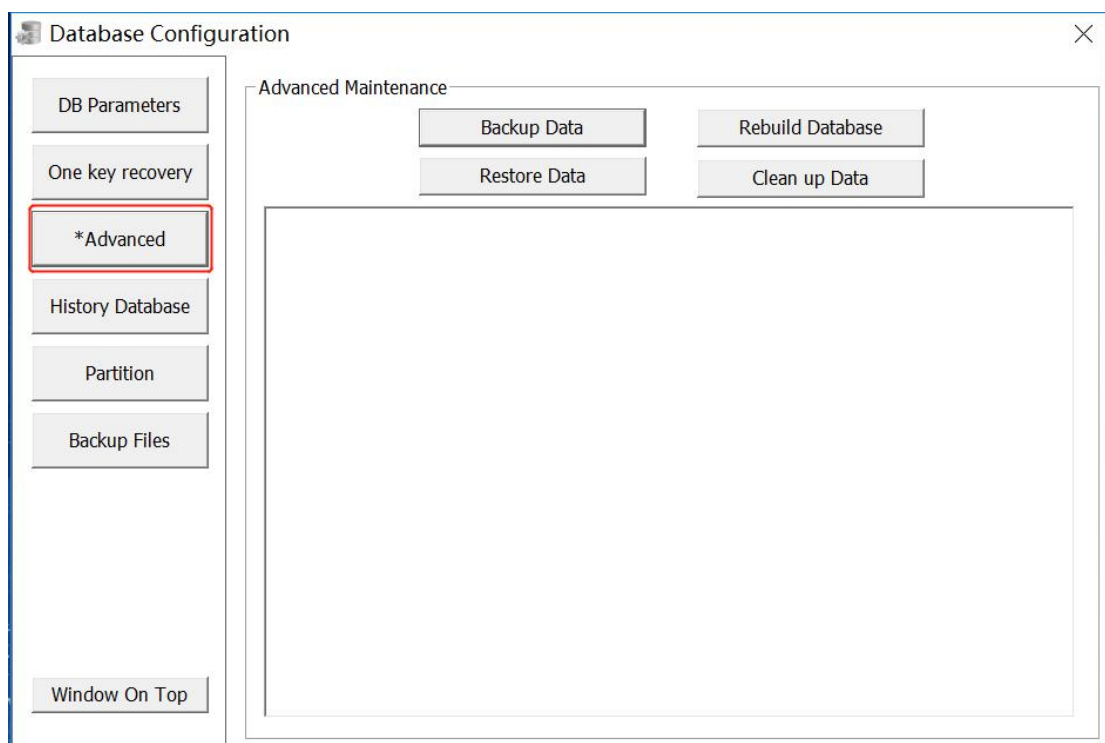 Database Configuration
DB Parameters
One key recovery
*Advanced
History Database
Partition
Backup Files
Window On Top
Advanced Maintenance
Backup Data
Rebuild Database
Restore Data
Clean up Data